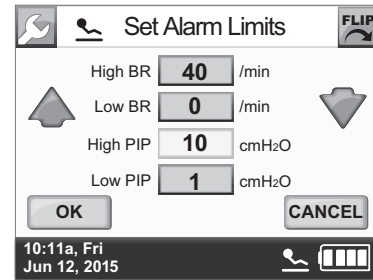 Set Alarm Limits
FLIP
High BR 40 /min
Low BR 0 /min
High PIP 10 cmH2O
Low PIP 1 cmH2O
OK CANCEL
10:11a, Fri
Jun 12, 2015